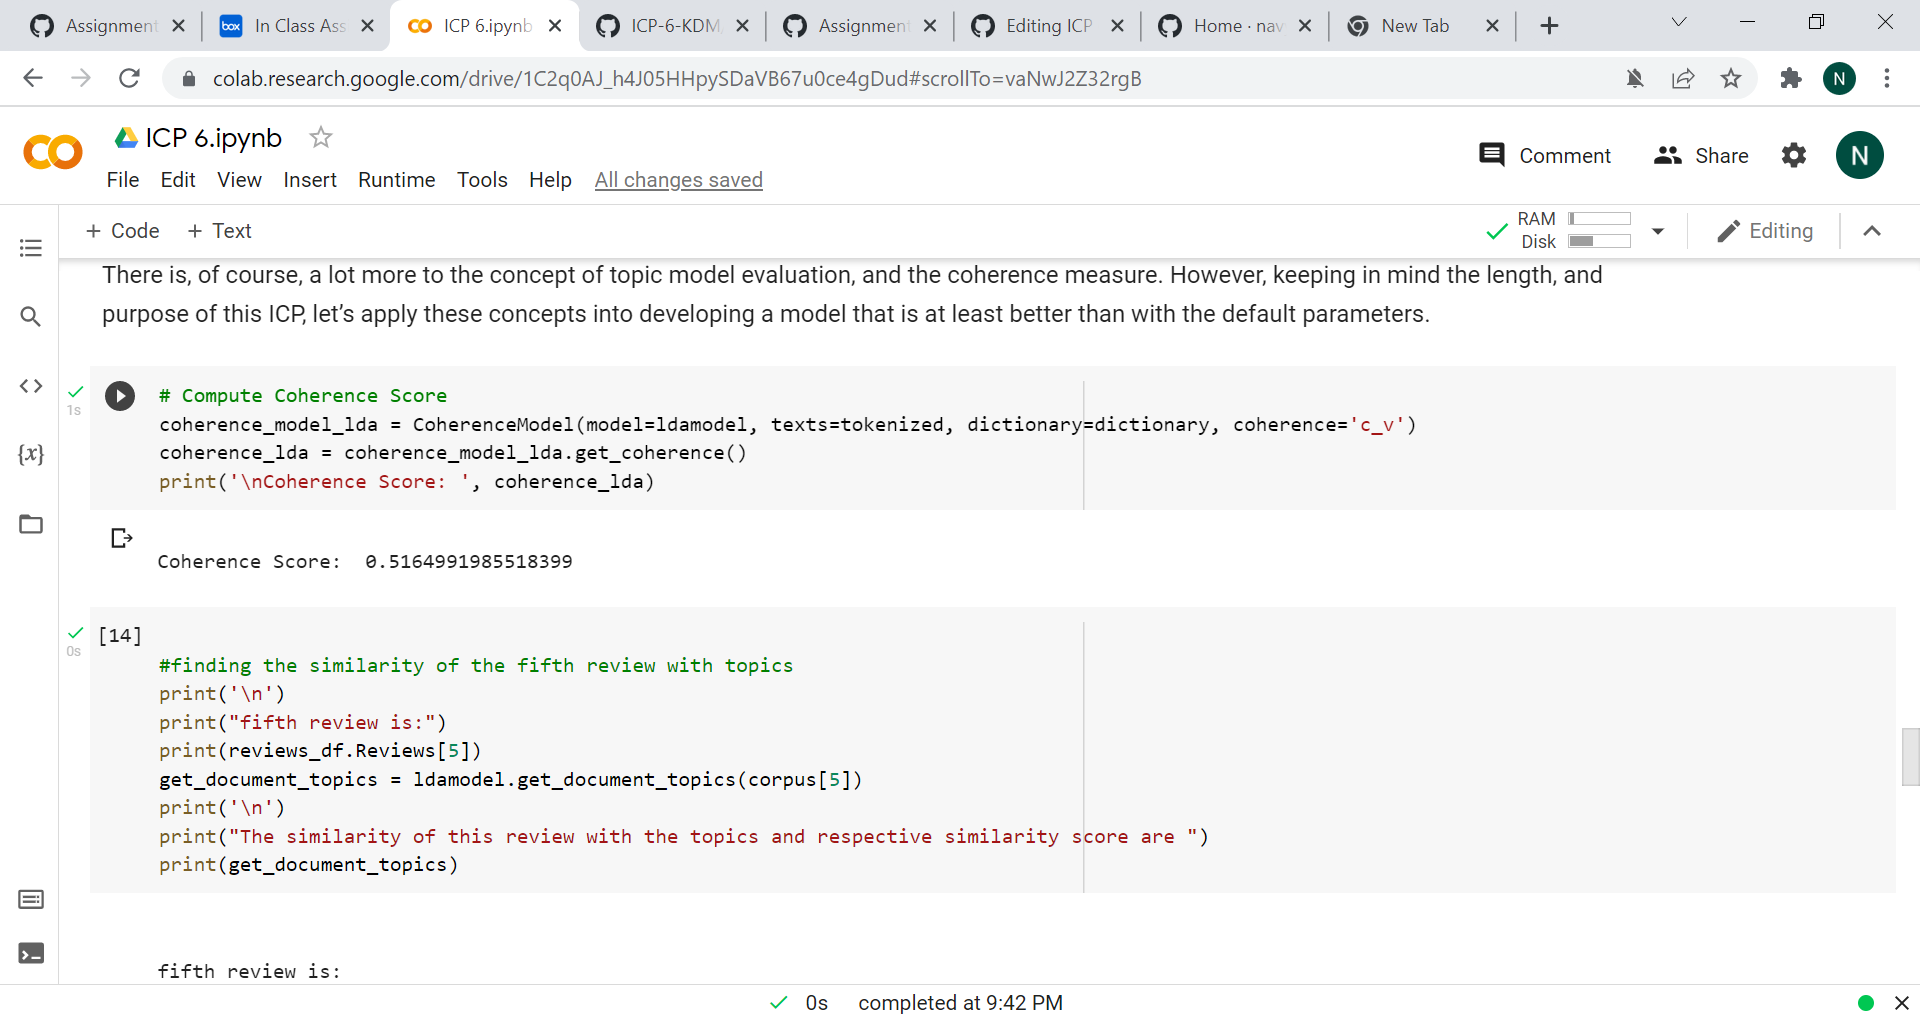 Assignment
In Class Ass
ICP 6.ipynb
ICP-6-KDM
Assignment
Editing ICP
Home · nav
New Tab
colab.research.google.com/drive/1C2q0AJ_h4J05HHpySDaVB67u0ce4gDud#scrollTo=vaNwJ2Z32rgB
N
ICP 6.ipynb
File Edit View Insert Runtime Tools Help All changes saved
Comment
Share
N
+ Code + Text
RAM
Disk
Editing
There is, of course, a lot more to the concept of topic model evaluation, and the coherence measure. However, keeping in mind the length, and
purpose of this ICP, let’s apply these concepts into developing a model that is at least better than with the default parameters.
1s
# Compute Coherence Score
coherence_model_lda = CoherenceModel(model=ldamodel, texts=tokenized, dictionary=dictionary, coherence='c_v')
coherence_lda = coherence_model_lda.get_coherence()
print('\nCoherence Score: ', coherence_lda)
Coherence Score:  0.5164991985518399
[14]
0s
#finding the similarity of the fifth review with topics
print('\n')
print("fifth review is:")
print(reviews_df.Reviews[5])
get_document_topics = ldamodel.get_document_topics(corpus[5])
print('\n')
print("The similarity of this review with the topics and respective similarity score are ")
print(get_document_topics)
fifth review is:
0s completed at 9:42 PM